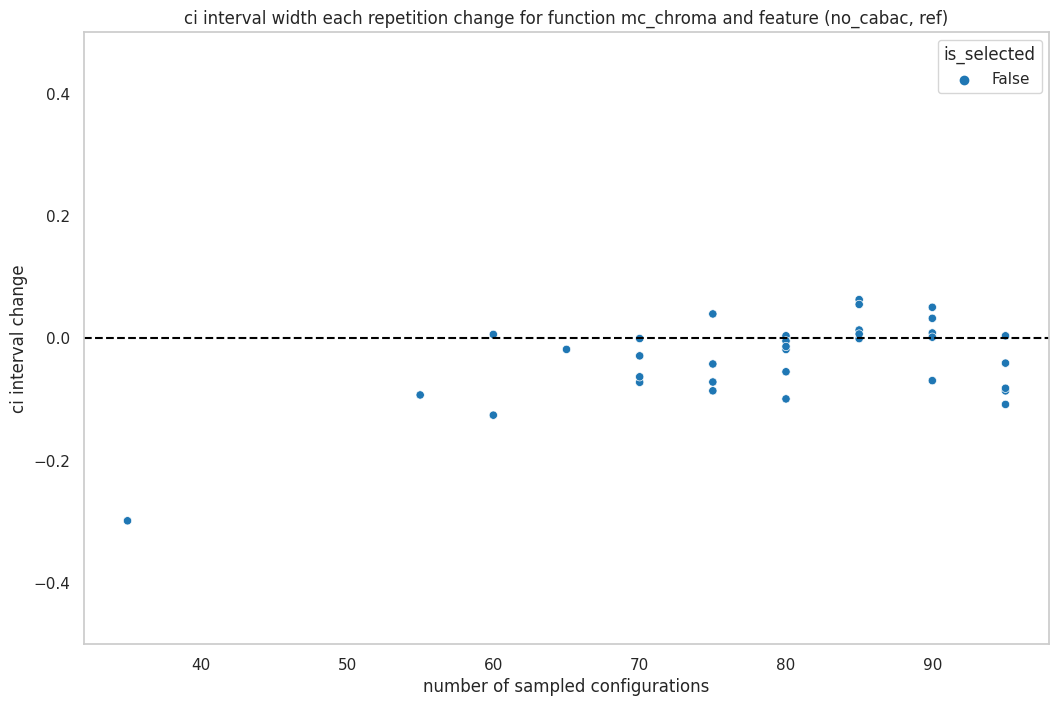 ci interval width each repetition change for function mc_chroma and feature (no_cabac, ref)
is_selected
False
ci interval change
0.4
0.2
0.0
−0.2
−0.4
40
50
60
70
80
90
number of sampled configurations